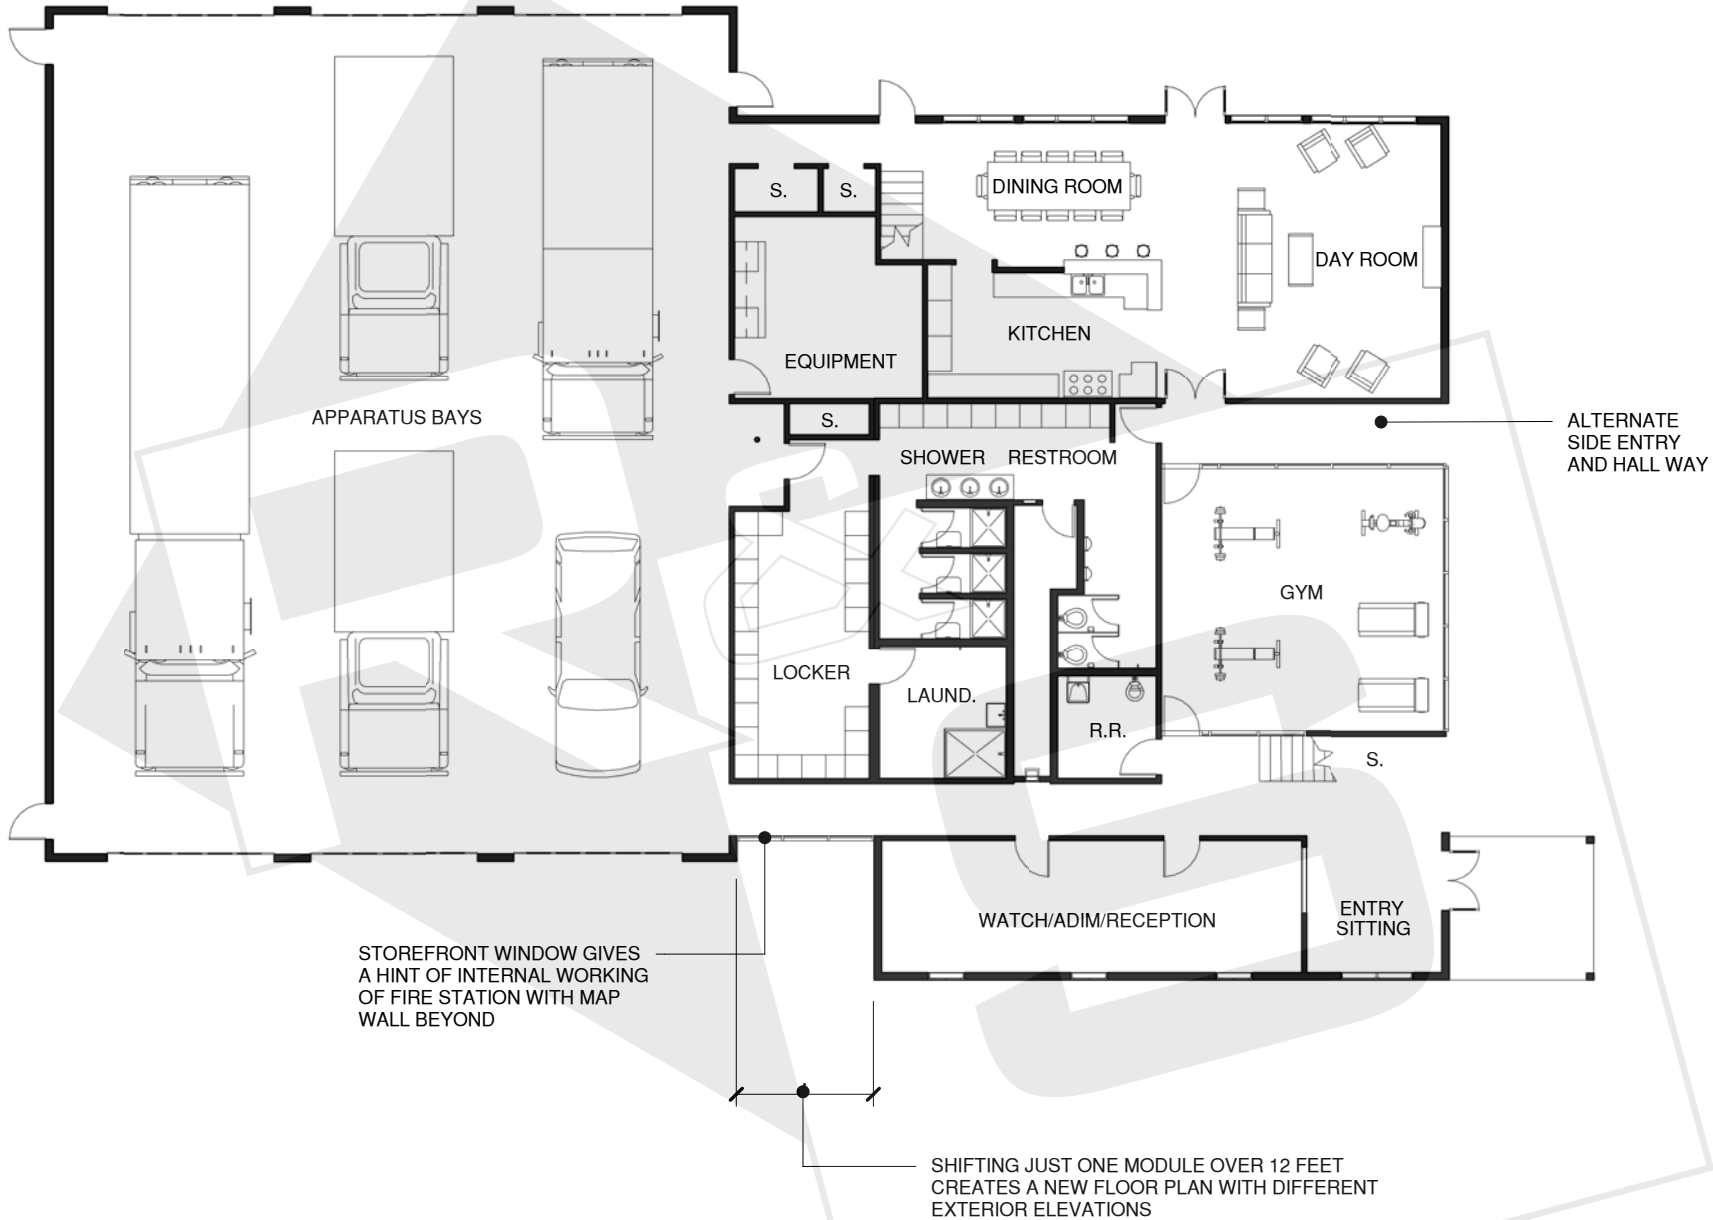 S.
S.
DINING ROOM
DAY ROOM
KITCHEN
EQUIPMENT
APPARATUS BAYS
S.
ALTERNATE
SIDE ENTRY
AND HALL WAY
SHOWER RESTROOM
GYM
LOCKER
LAUND.
R.R.
S.
WATCH/ADIM/RECEPTION
ENTRY
SITTING
STOREFRONT WINDOW GIVES
A HINT OF INTERNAL WORKING
OF FIRE STATION WITH MAP
WALL BEYOND
SHIFTING JUST ONE MODULE OVER 12 FEET
CREATES A NEW FLOOR PLAN WITH DIFFERENT
EXTERIOR ELEVATIONS
R&S